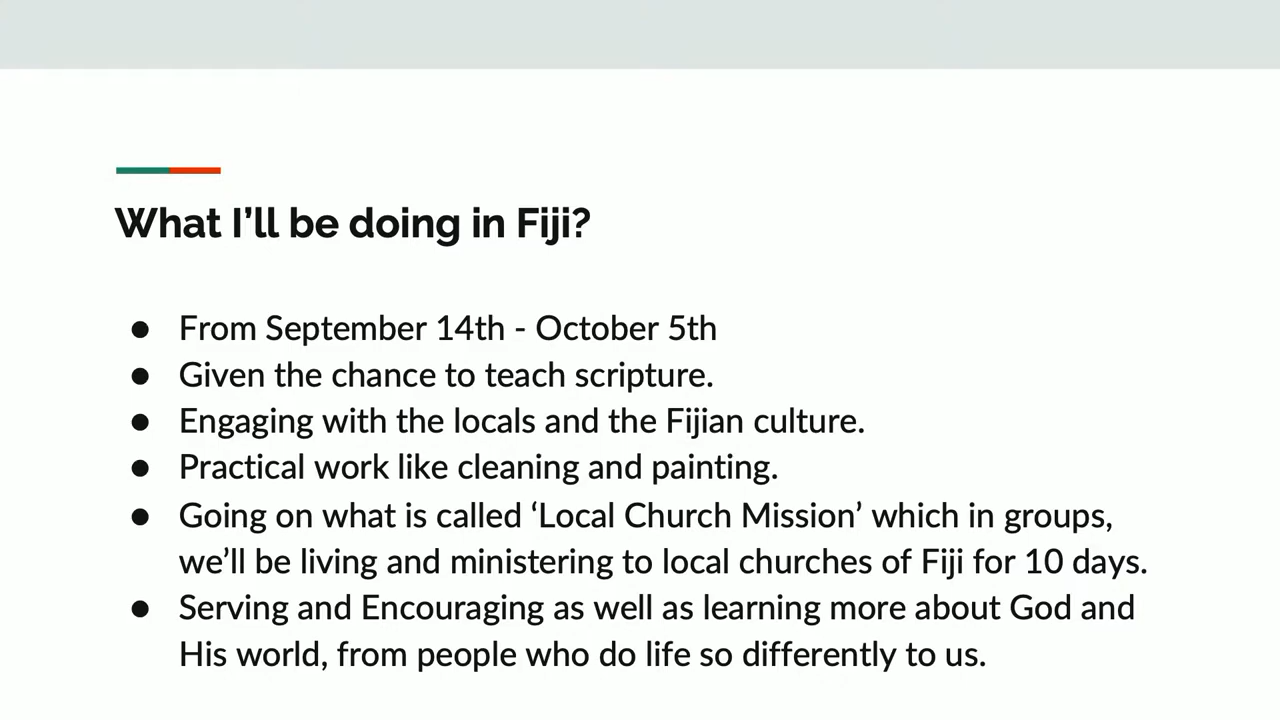 What I’ll be doing in Fiji?
● From September 14th - October 5th
● Given the chance to teach scripture.
● Engaging with the locals and the Fijian culture.
● Practical work like cleaning and painting.
● Going on what is called ‘Local Church Mission’ which in groups,
we’ll be living and ministering to local churches of Fiji for 10 days.
● Serving and Encouraging as well as learning more about God and
His world, from people who do life so differently to us.